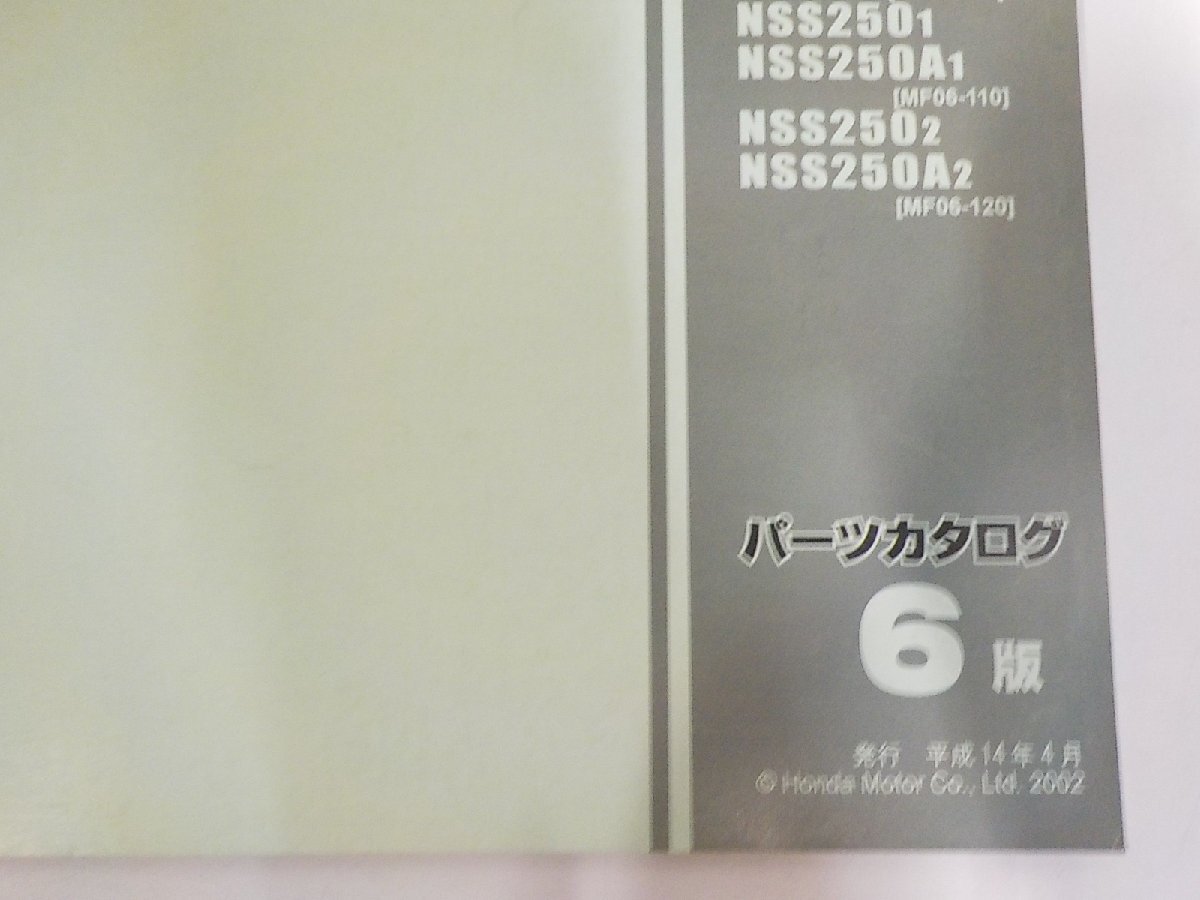 NSS2501
NSS250A1
[MF06-110]
NSS2502
NSS250A2
[MF06-120]
パーツカタログ
6版
発行 平成14年4月
© Honda Motor Co., Ltd. 2002